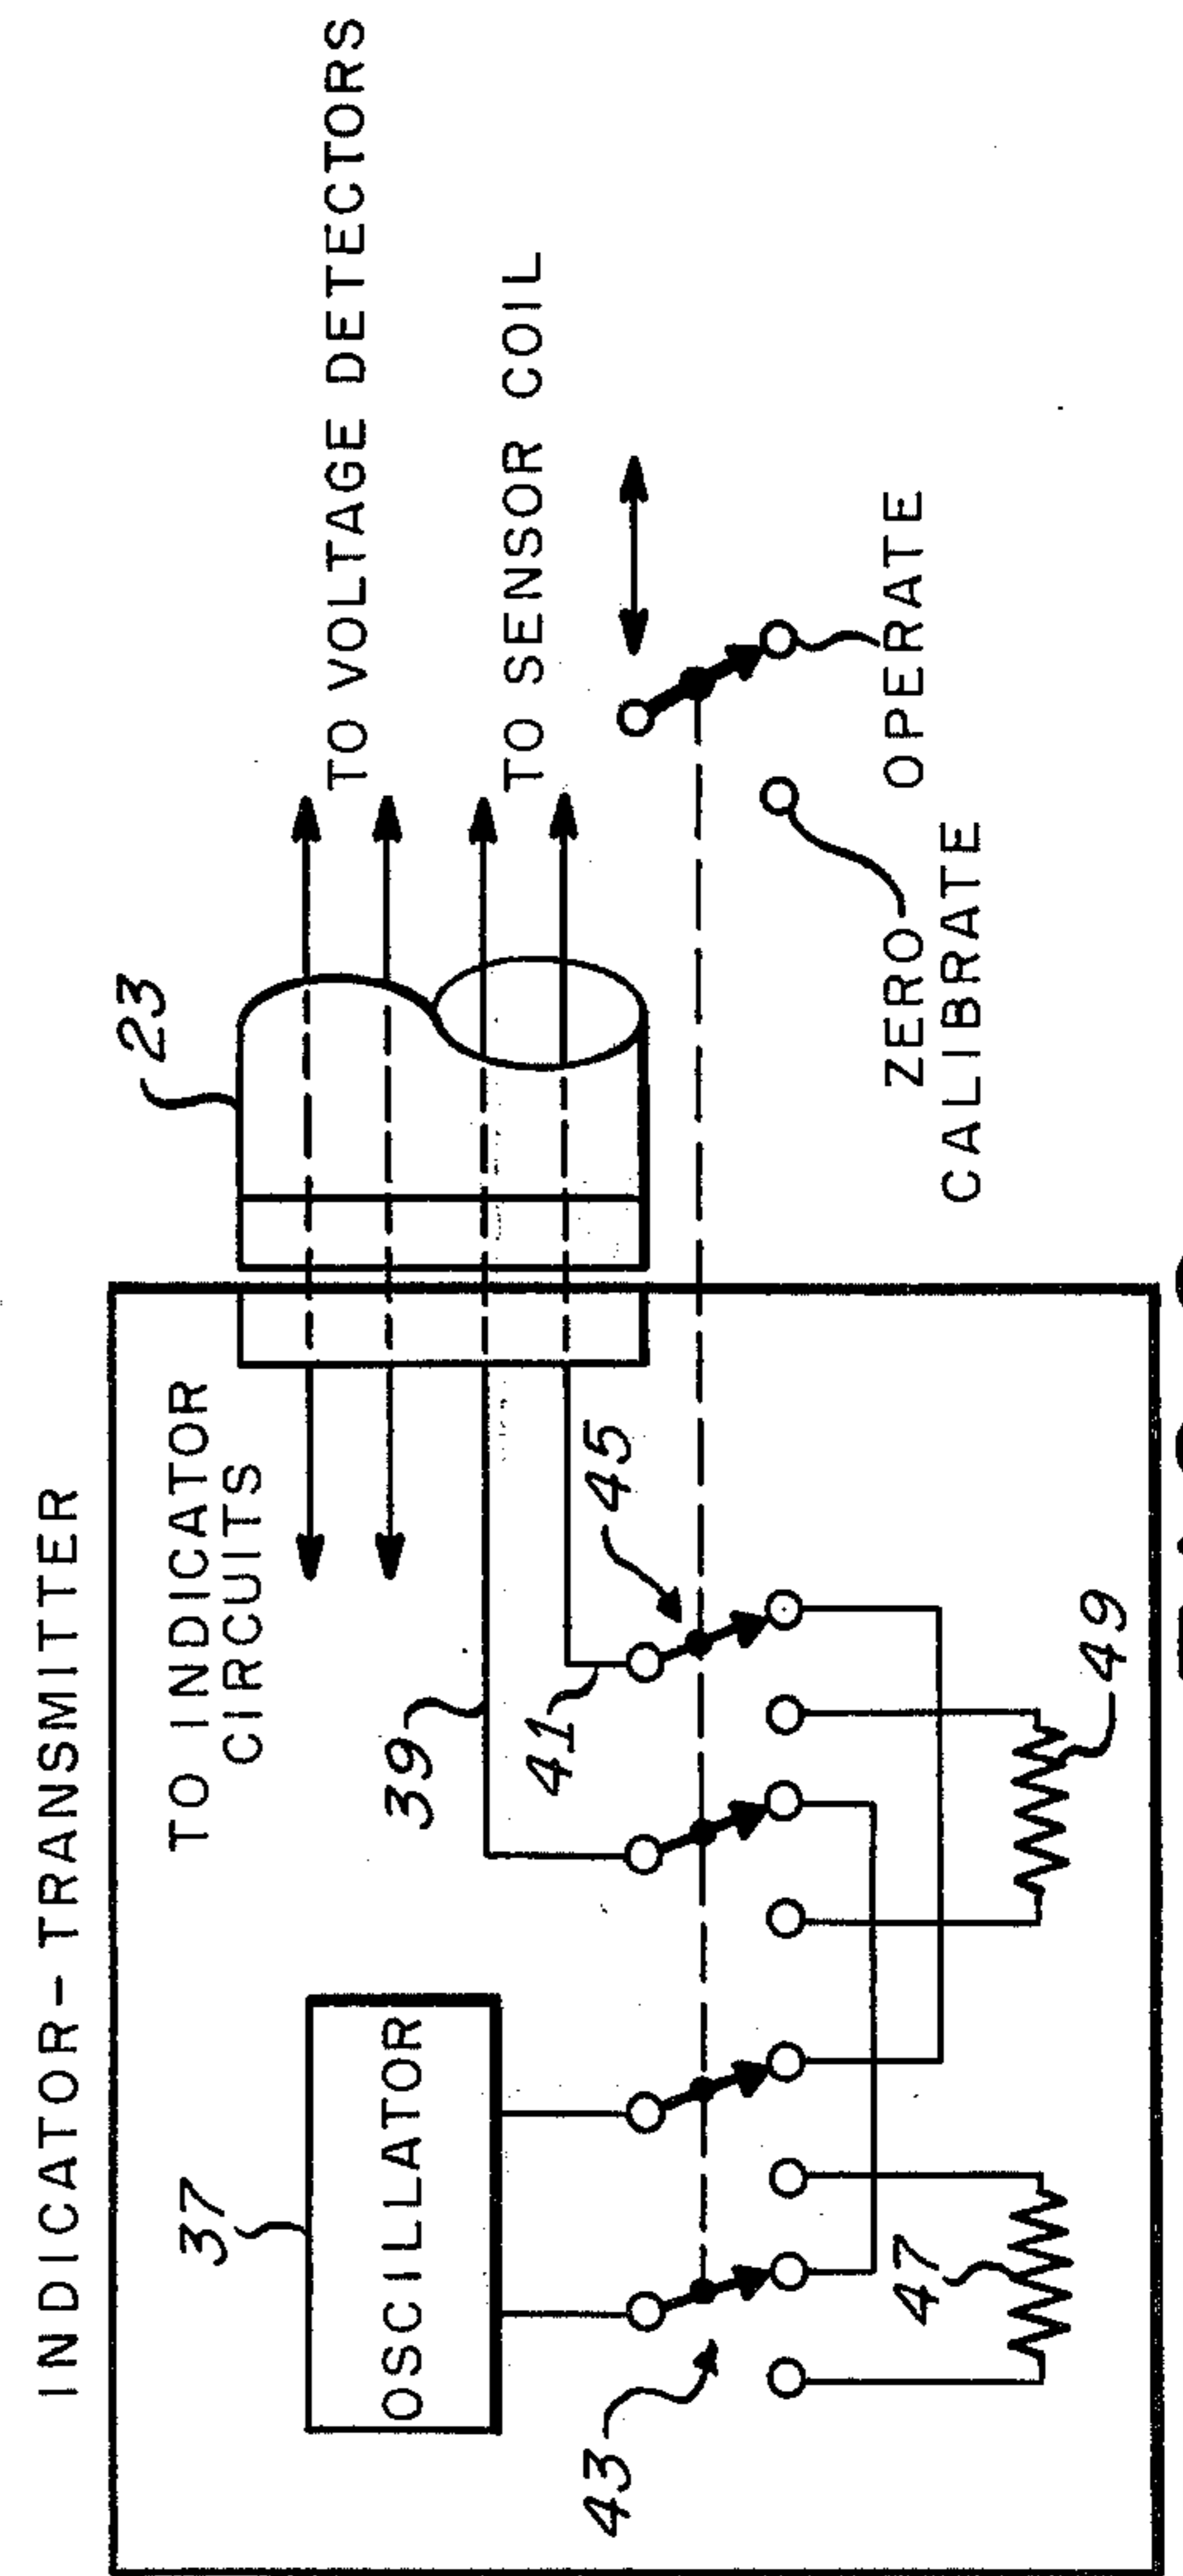 INDICATOR-TRANSMITTER
TO INDICATOR
CIRCUITS
23
TO VOLTAGE DETECTORS
TO SENSOR COIL
37
OSCILLATOR
39
41
45
43
47
49
ZERO
CALIBRATE
OPERATE